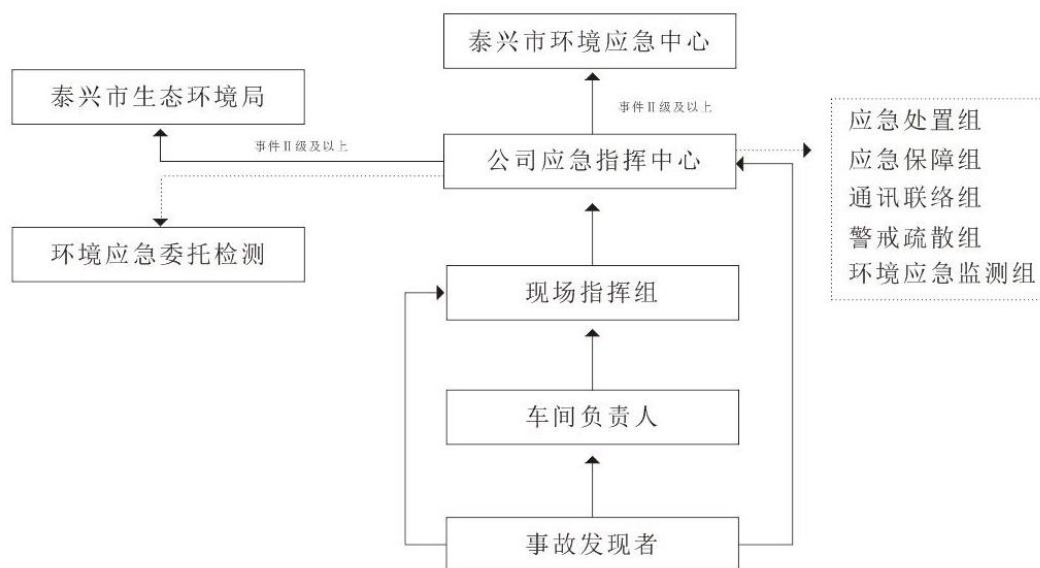 泰兴市环境应急中心
泰兴市生态环境局
事件Ⅱ级及以上
事件Ⅱ级及以上
公司应急指挥中心
应急处置组
应急保障组
通讯联络组
警戒疏散组
环境应急监测组
环境应急委托检测
现场指挥组
车间负责人
事故发现者